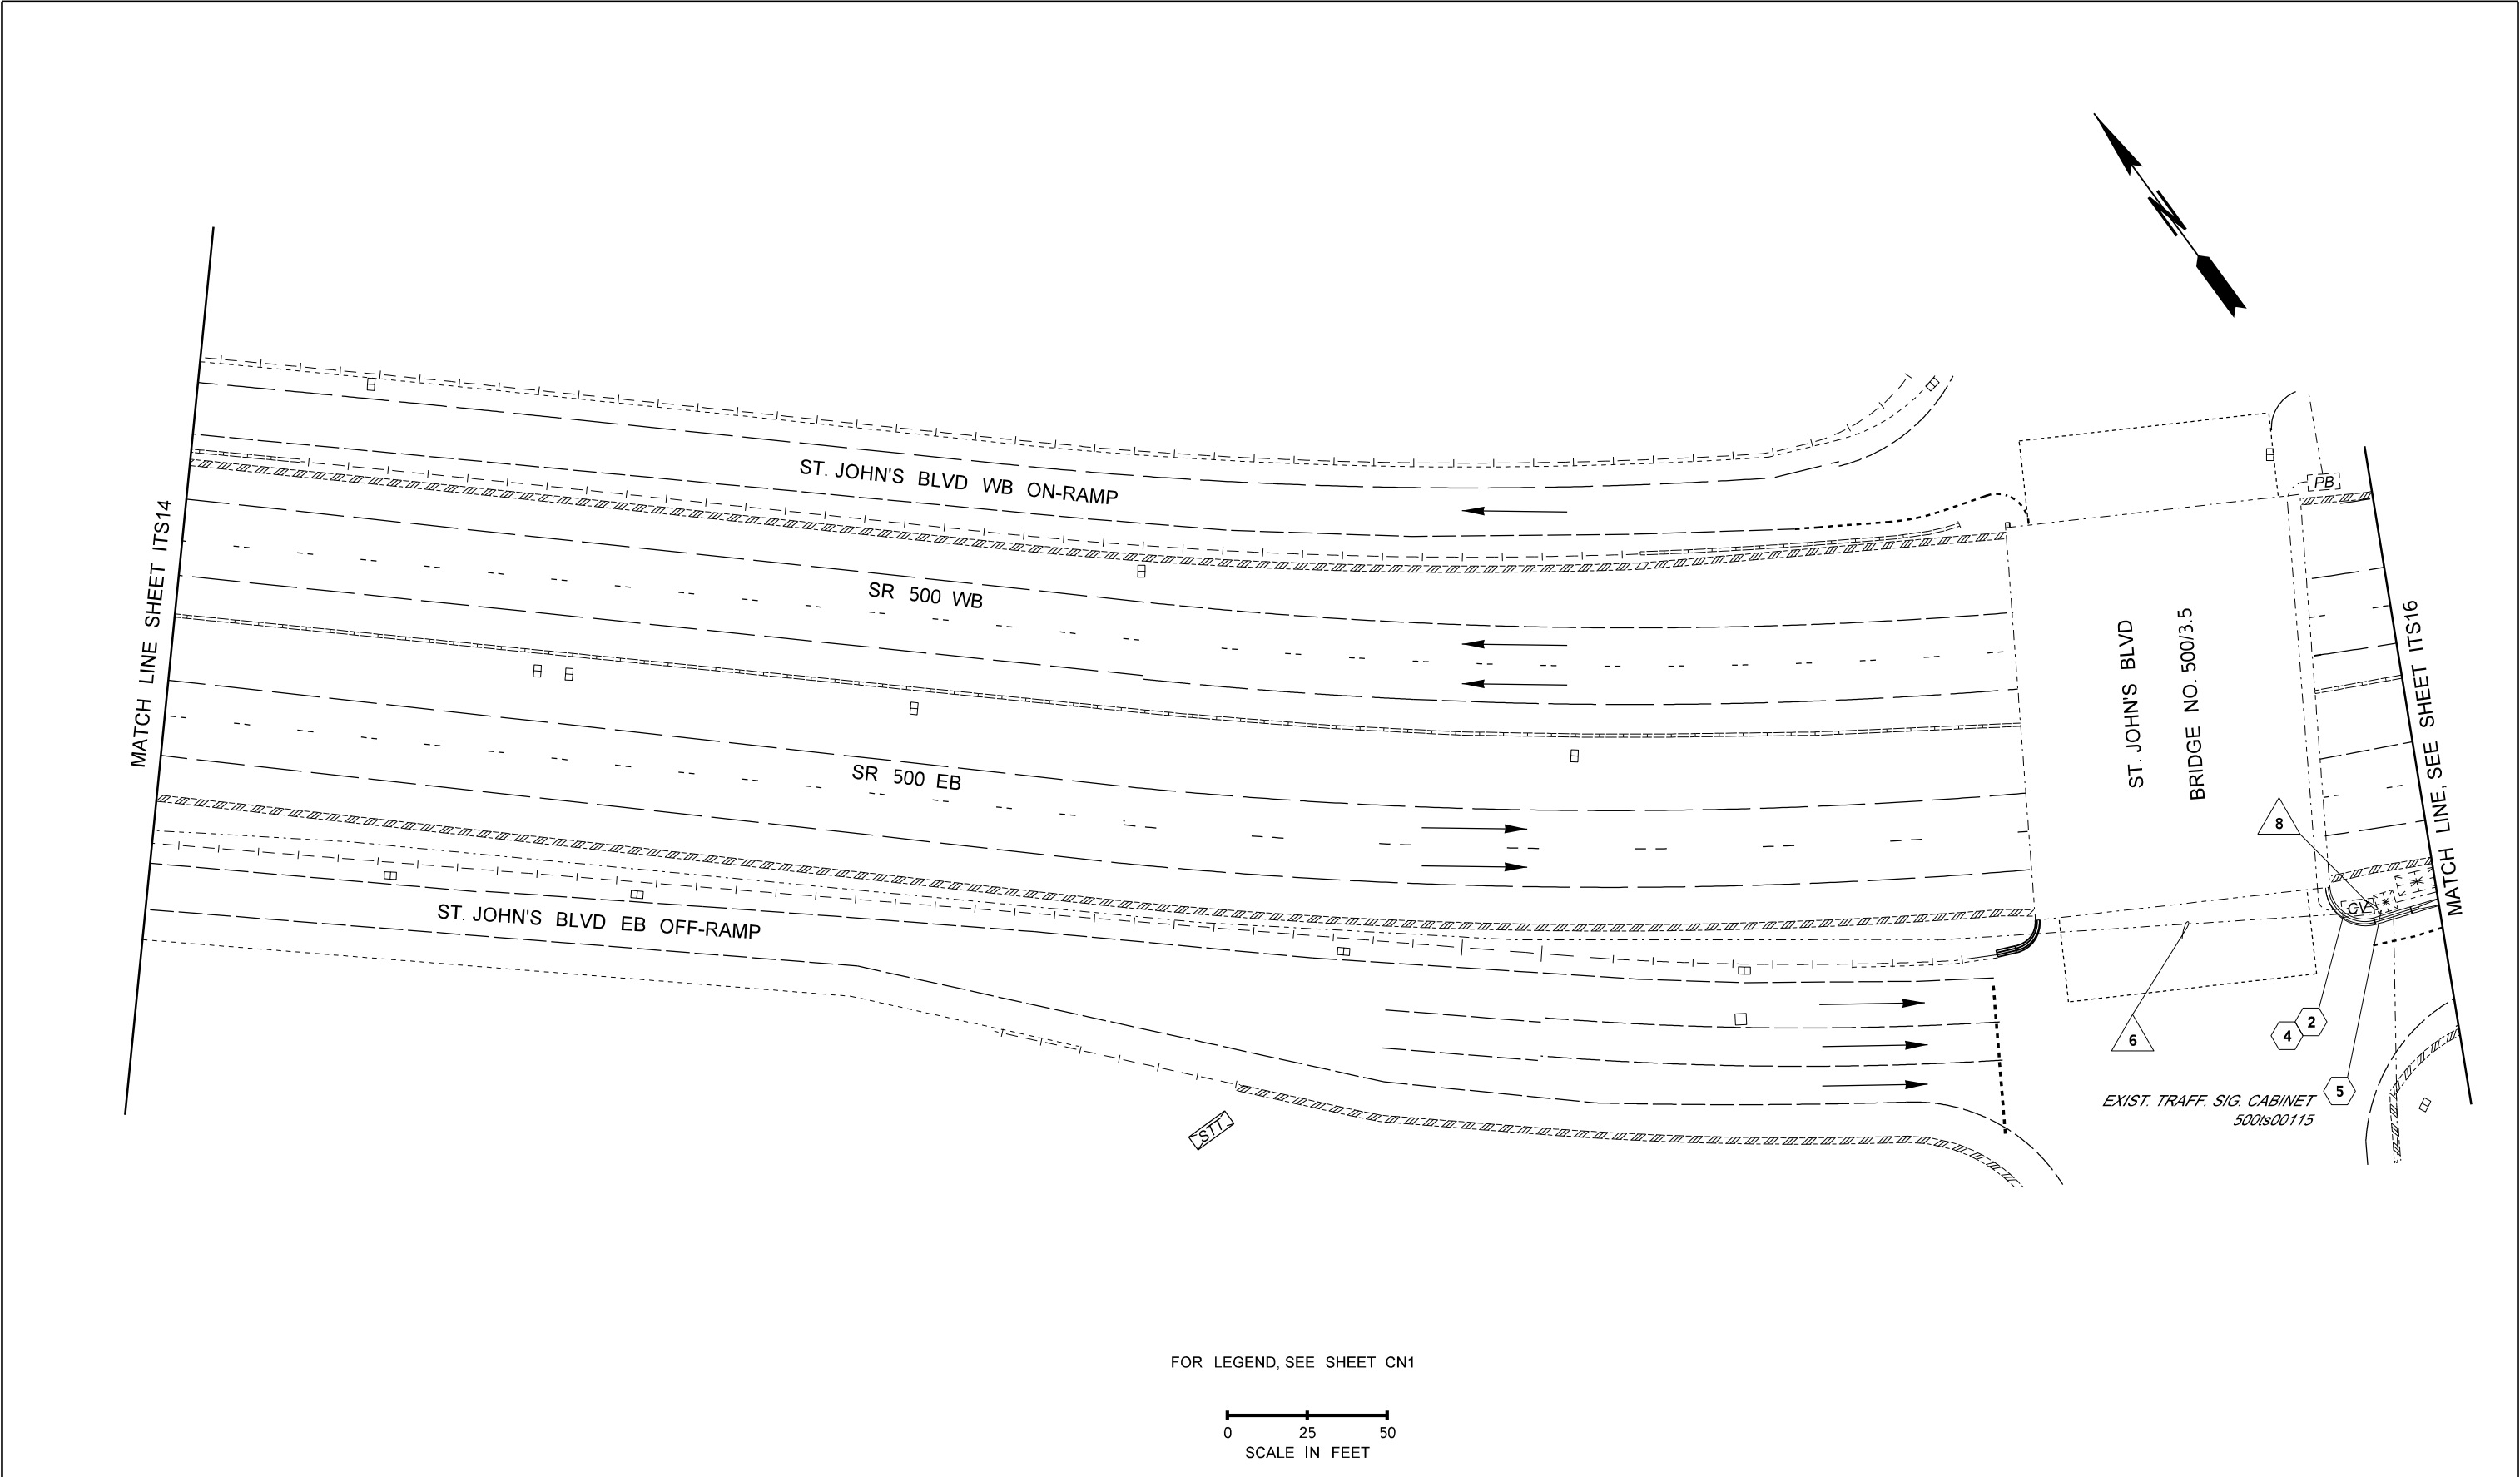 N
ST. JOHN'S BLVD WB ON-RAMP
PB
MATCH LINE SHEET ITS14
SR 500 WB
ST. JOHN'S BLVD
BRIDGE NO. 500/3.5
MATCH LINE, SEE SHEET ITS16
SR 500 EB
8
CV
ST. JOHN'S BLVD EB OFF-RAMP
2
4
6
5
EXIST. TRAFF. SIG. CABINET
500ts00115
STT
FOR LEGEND, SEE SHEET CN1
0 25 50
SCALE IN FEET